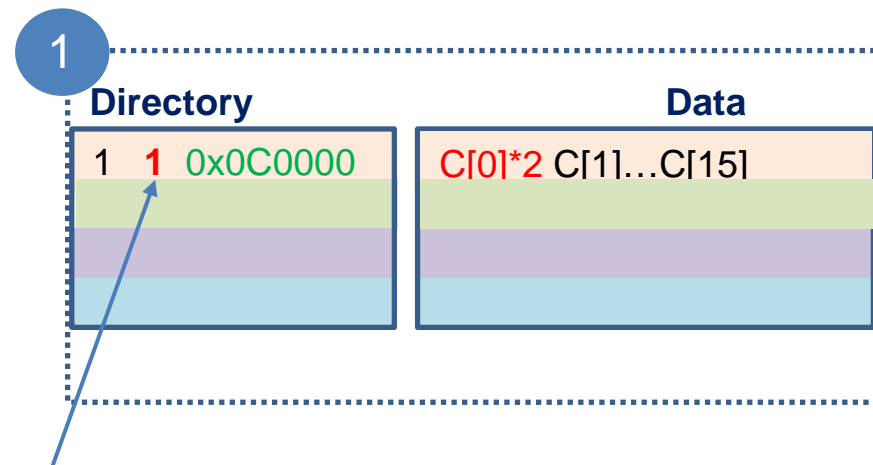 1
Directory
Data
1 1 0x0C0000
C[0]*2 C[1]…C[15]